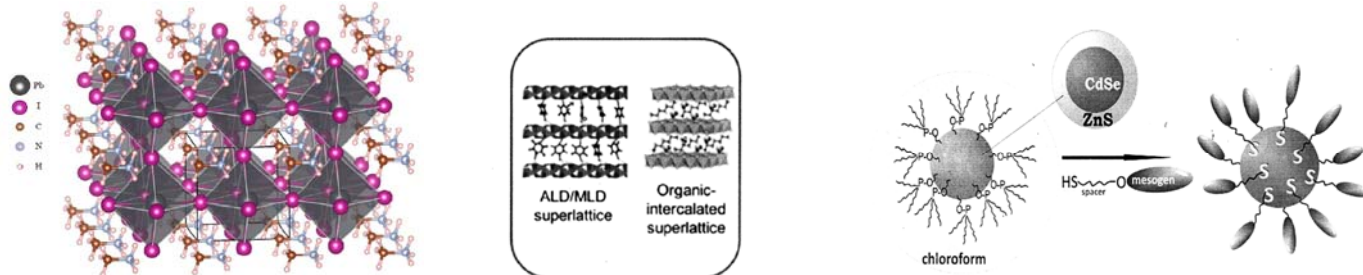 Pb
I
C
N
H
ALD/MLD
superlattice
Organic-
intercalated
superlattice
CdSe
ZnS
HS
spacer
O
mesogen
O-P
P-O
O-P
P-O
P-O
O-P
P-O
O-P
P-O
O-P
O
P
chloroform
S
S
S
S
S
S
S